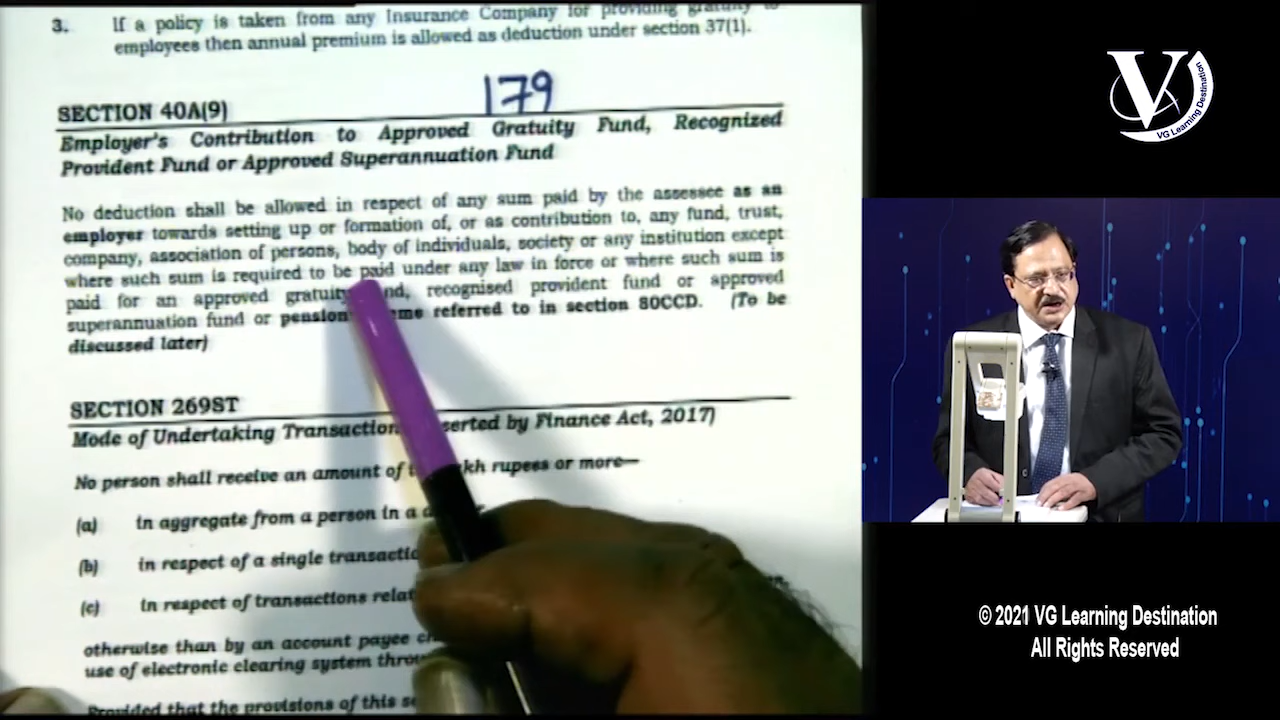 3. If a policy is taken from any Insurance Company for providing gratuity to
employees then annual premium is allowed as deduction under section 37(1).
179
SECTION 40A(9)
Employer's Contribution to Approved Gratuity Fund, Recognized
Provident Fund or Approved Superannuation Fund
No deduction shall be allowed in respect of any sum paid by the assessee as an
employer towards setting up or formation of, or as contribution to, any fund, trust,
company, association of persons, body of individuals, society or any institution except
where such sum is required to be paid under any law in force or where such sum is
paid for an approved gratuity recognised provident fund or approved
superannuation fund or pension referred to in section 80CCD. (To be
discussed later)
SECTION 269ST
Mode of Undertaking Transaction by Finance Act, 2017)
No person shall receive an amount of rupees or more—
(a) in aggregate from a person in a
(b) in respect of a single
(c) in respect of transactions
otherwise than by an account payee
use of electronic clearing system
Provided that the provisions of this
V
VG Learning Destination
© 2021 VG Learning Destination
All Rights Reserved